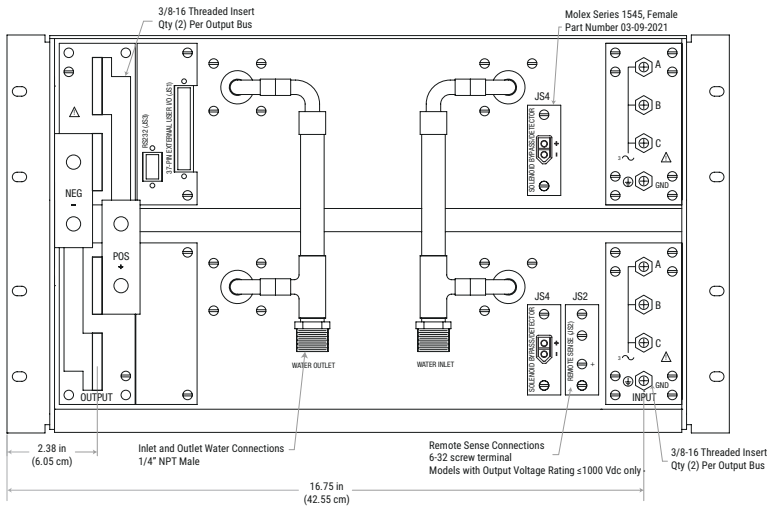 3/8-16 Threaded Insert
Qty (2) Per Output Bus
Molex Series 1545, Female
Part Number 03-09-2021
RS232 (JS3)
37-PIN EXTERNAL USER I/O (JS1)
JS4
SOLENOID BYPASS/DETECTOR
+
-
A
B
C
3
GND
NEG
-
POS
+
JS4
SOLENOID BYPASS/DETECTOR
+
-
JS2
REMOTE SENSE (JS2)
+
A
B
C
3
GND
WATER OUTLET
WATER INLET
OUTPUT
INPUT
2.38 in
(6.05 cm)
Inlet and Outlet Water Connections
1/4" NPT Male
Remote Sense Connections
6-32 screw terminal
Models with Output Voltage Rating ≤1000 Vdc only
3/8-16 Threaded Insert
Qty (2) Per Output Bus
16.75 in
(42.55 cm)